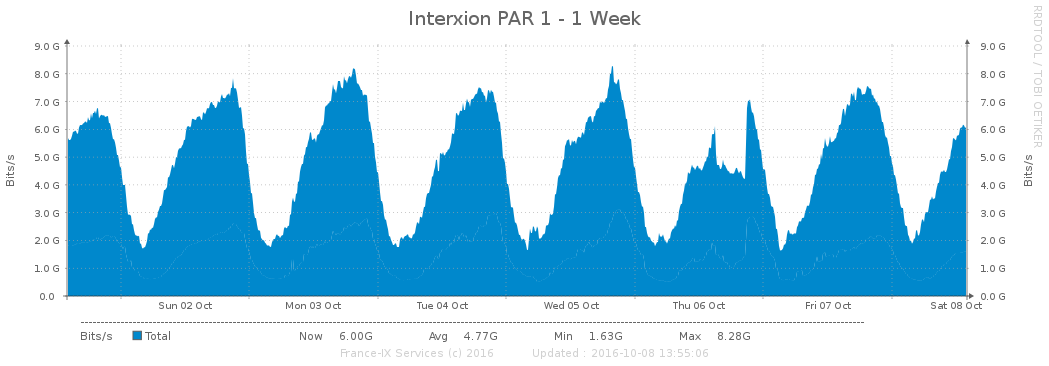 Interxion PAR 1 - 1 Week
RRDTOOL / TOBI OETIKER
Bits/s
9.0 G 9.0 G
8.0 G 8.0 G
7.0 G 7.0 G
6.0 G 6.0 G
5.0 G 5.0 G
4.0 G 4.0 G
3.0 G 3.0 G
2.0 G 2.0 G
1.0 G 1.0 G
0.0 0.0 G
Bits/s
Sun 02 Oct Mon 03 Oct Tue 04 Oct Wed 05 Oct Thu 06 Oct Fri 07 Oct Sat 08 Oct
Bits/s Total Now 6.00G Avg 4.77G Min 1.63G Max 8.28G
France-IX Services (c) 2016 Updated : 2016-10-08 13:55:06